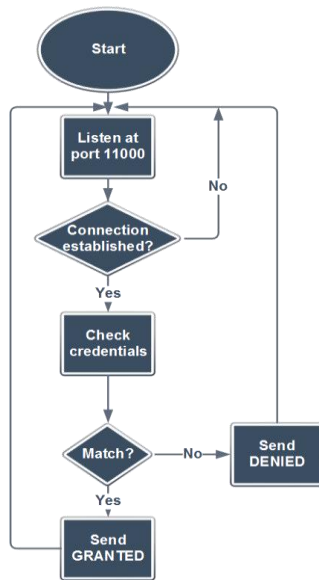 Start
Listen at
port 11000
No
Connection
established?
Yes
Check
credentials
Match?
No
Send
DENIED
Yes
Send
GRANTED